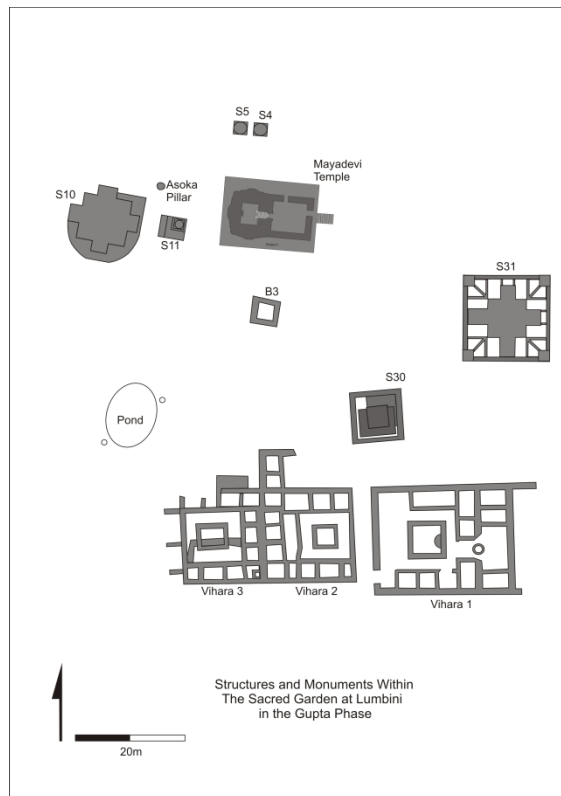 S5
S4
Mayadevi
Temple
Asoka
Pillar
S10
S11
S31
B3
S30
Pond
Vihara 3
Vihara 2
Vihara 1
Structures and Monuments Within
The Sacred Garden at Lumbini
in the Gupta Phase
20m